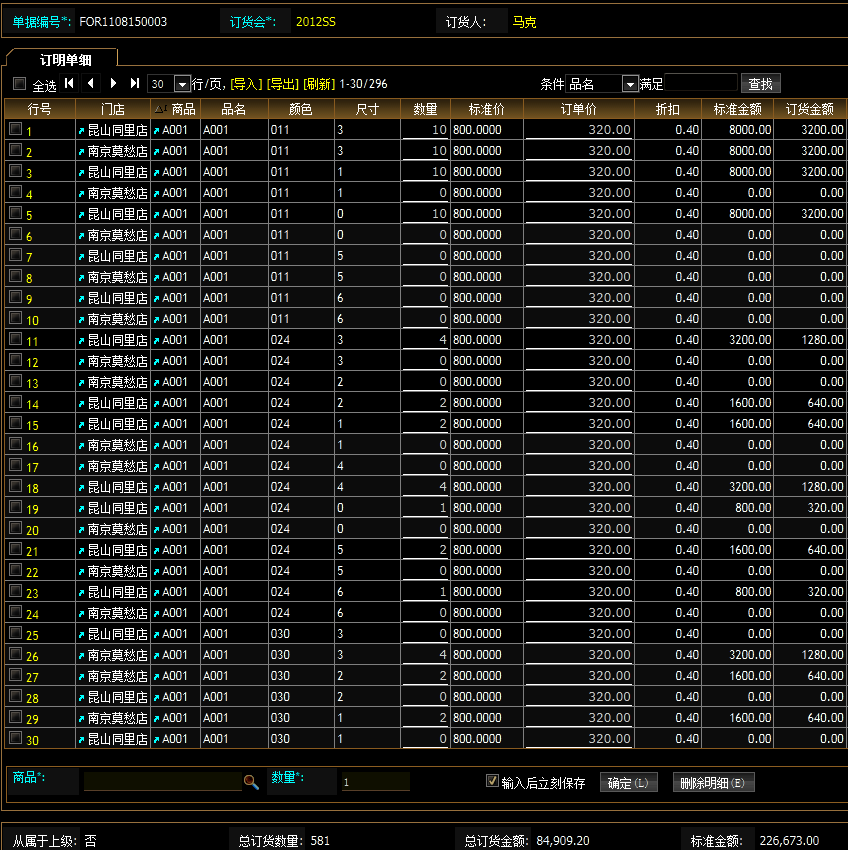 单据编号*: FOR1108150003 订货会*: 2012SS 订货人: 马克
订明单细
全选 30 行/页, [导入] [导出] [刷新] 1-30/296 条件 品名 满足 查找
行号 门店 商品 品名 颜色 尺寸 数量 标准价 订单价 折扣 标准金额 订货金额
1 昆山同里店 A001 A001 011 3 10 800.0000 320.00 0.40 8000.00 3200.00
2 南京莫愁店 A001 A001 011 3 10 800.0000 320.00 0.40 8000.00 3200.00
3 昆山同里店 A001 A001 011 1 10 800.0000 320.00 0.40 8000.00 3200.00
4 南京莫愁店 A001 A001 011 1 0 800.0000 320.00 0.40 0.00 0.00
5 昆山同里店 A001 A001 011 0 10 800.0000 320.00 0.40 8000.00 3200.00
6 南京莫愁店 A001 A001 011 0 0 800.0000 320.00 0.40 0.00 0.00
7 昆山同里店 A001 A001 011 5 0 800.0000 320.00 0.40 0.00 0.00
8 南京莫愁店 A001 A001 011 5 0 800.0000 320.00 0.40 0.00 0.00
9 昆山同里店 A001 A001 011 6 0 800.0000 320.00 0.40 0.00 0.00
10 南京莫愁店 A001 A001 011 6 0 800.0000 320.00 0.40 0.00 0.00
11 昆山同里店 A001 A001 024 3 4 800.0000 320.00 0.40 3200.00 1280.00
12 南京莫愁店 A001 A001 024 3 0 800.0000 320.00 0.40 0.00 0.00
13 南京莫愁店 A001 A001 024 2 0 800.0000 320.00 0.40 0.00 0.00
14 昆山同里店 A001 A001 024 2 2 800.0000 320.00 0.40 1600.00 640.00
15 昆山同里店 A001 A001 024 1 2 800.0000 320.00 0.40 1600.00 640.00
16 南京莫愁店 A001 A001 024 1 0 800.0000 320.00 0.40 0.00 0.00
17 南京莫愁店 A001 A001 024 4 0 800.0000 320.00 0.40 0.00 0.00
18 昆山同里店 A001 A001 024 4 4 800.0000 320.00 0.40 3200.00 1280.00
19 昆山同里店 A001 A001 024 0 1 800.0000 320.00 0.40 800.00 320.00
20 南京莫愁店 A001 A001 024 0 0 800.0000 320.00 0.40 0.00 0.00
21 昆山同里店 A001 A001 024 5 2 800.0000 320.00 0.40 1600.00 640.00
22 南京莫愁店 A001 A001 024 5 0 800.0000 320.00 0.40 0.00 0.00
23 昆山同里店 A001 A001 024 6 1 800.0000 320.00 0.40 800.00 320.00
24 南京莫愁店 A001 A001 024 6 0 800.0000 320.00 0.40 0.00 0.00
25 昆山同里店 A001 A001 030 3 0 800.0000 320.00 0.40 0.00 0.00
26 南京莫愁店 A001 A001 030 3 4 800.0000 320.00 0.40 3200.00 1280.00
27 南京莫愁店 A001 A001 030 2 2 800.0000 320.00 0.40 1600.00 640.00
28 昆山同里店 A001 A001 030 2 0 800.0000 320.00 0.40 0.00 0.00
29 南京莫愁店 A001 A001 030 1 2 800.0000 320.00 0.40 1600.00 640.00
30 昆山同里店 A001 A001 030 1 0 800.0000 320.00 0.40 0.00 0.00
商品*: 数量*: 1 输入后立刻保存 确定(L) 删除明细(E)
从属于上级: 否 总订货数量: 581 总订货金额: 84,909.20 标准金额: 226,673.00